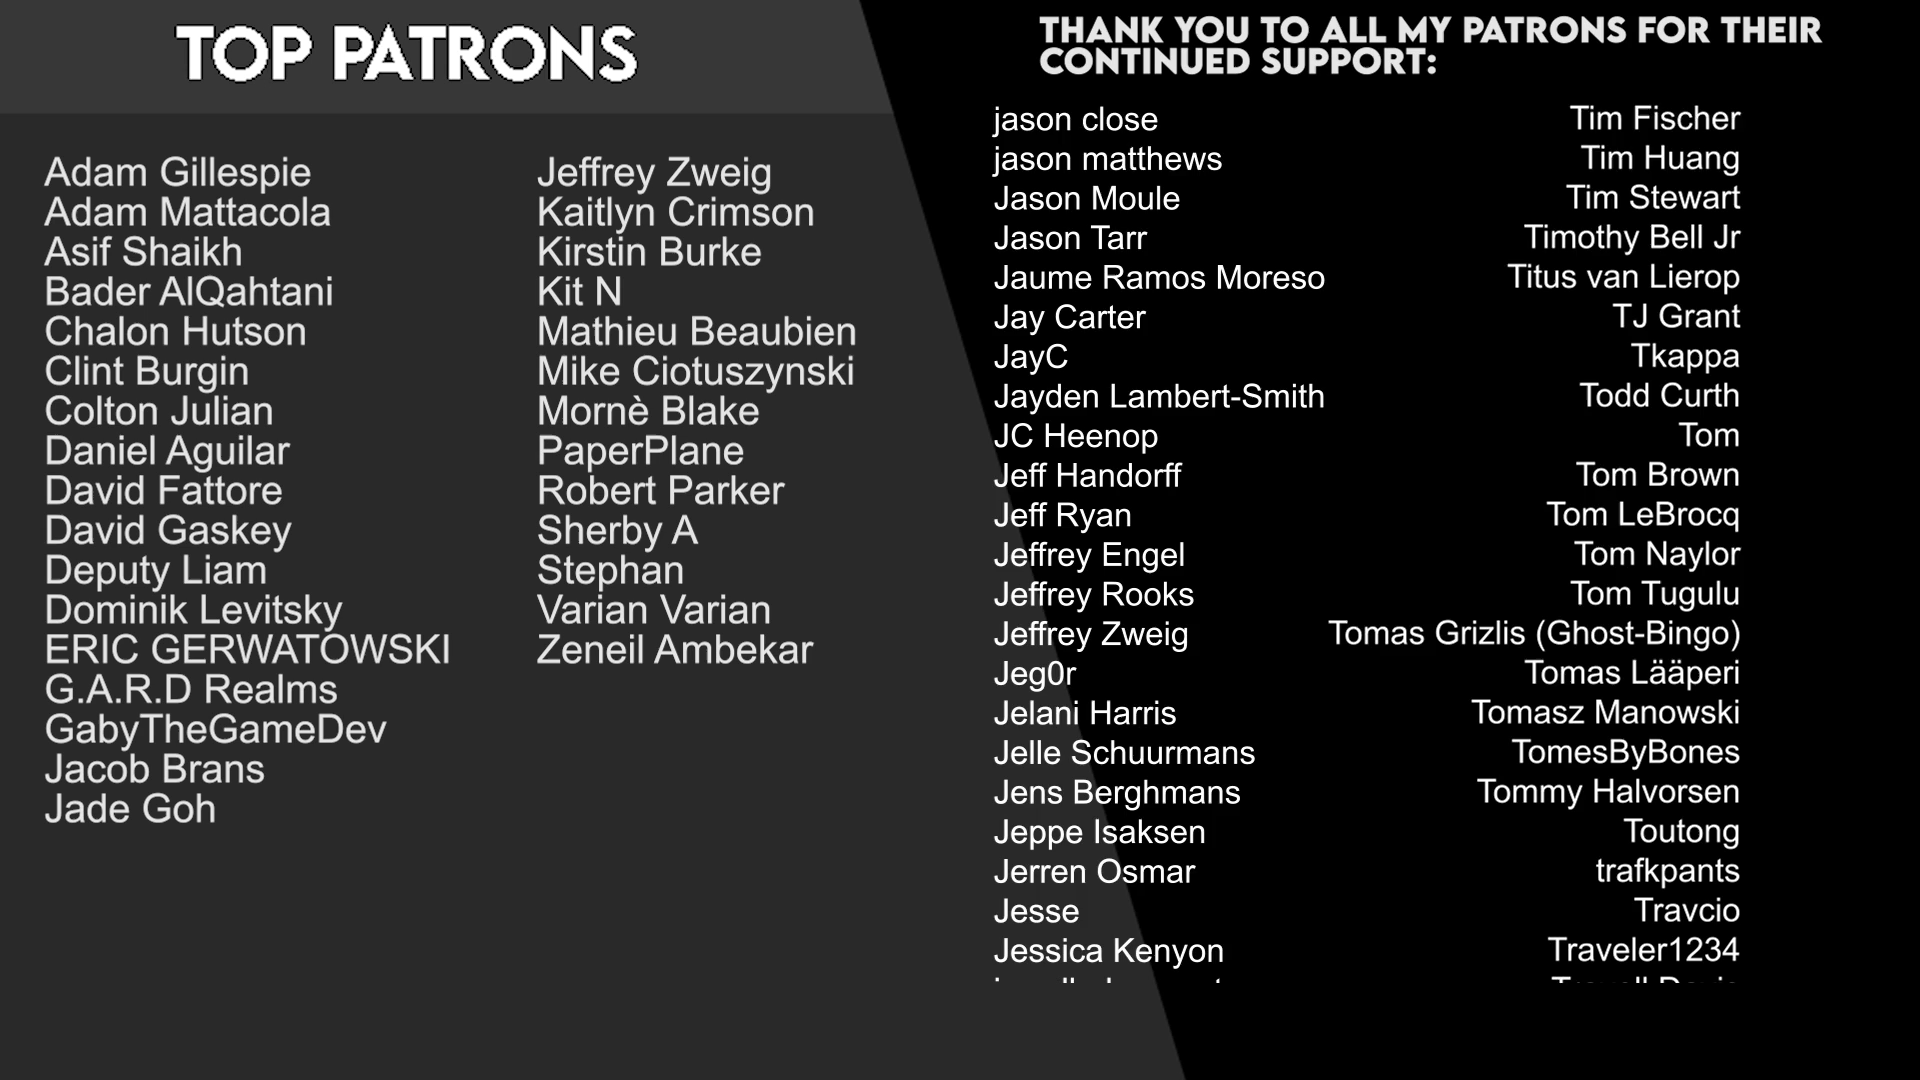 TOP PATRONS
Adam Gillespie
Adam Mattacola
Asif Shaikh
Bader AlQahtani
Chalon Hutson
Clint Burgin
Colton Julian
Daniel Aguilar
David Fattore
David Gaskey
Deputy Liam
Dominik Levitsky
ERIC GERWATOWSKI
G.A.R.D Realms
GabyTheGameDev
Jacob Brans
Jade Goh
Jeffrey Zweig
Kaitlyn Crimson
Kirstin Burke
Kit N
Mathieu Beaubien
Mike Ciotuszynski
Mornè Blake
PaperPlane
Robert Parker
Sherby A
Stephan
Varian Varian
Zeneil Ambekar
THANK YOU TO ALL MY PATRONS FOR THEIR
CONTINUED SUPPORT:
jason close
jason matthews
Jason Moule
Jason Tarr
Jaume Ramos Moreso
Jay Carter
JayC
Jayden Lambert-Smith
JC Heenop
Jeff Handorff
Jeff Ryan
Jeffrey Engel
Jeffrey Rooks
Jeffrey Zweig
Jeg0r
Jelani Harris
Jelle Schuurmans
Jens Berghmans
Jeppe Isaksen
Jerren Osmar
Jesse
Jessica Kenyon
Tim Fischer
Tim Huang
Tim Stewart
Timothy Bell Jr
Titus van Lierop
TJ Grant
Tkappa
Todd Curth
Tom
Tom Brown
Tom LeBrocq
Tom Naylor
Tom Tugulu
Tomas Grizlis (Ghost-Bingo)
Tomas Lääperi
Tomasz Manowski
TomesByBones
Tommy Halvorsen
Toutong
trafkpants
Travcio
Traveler1234